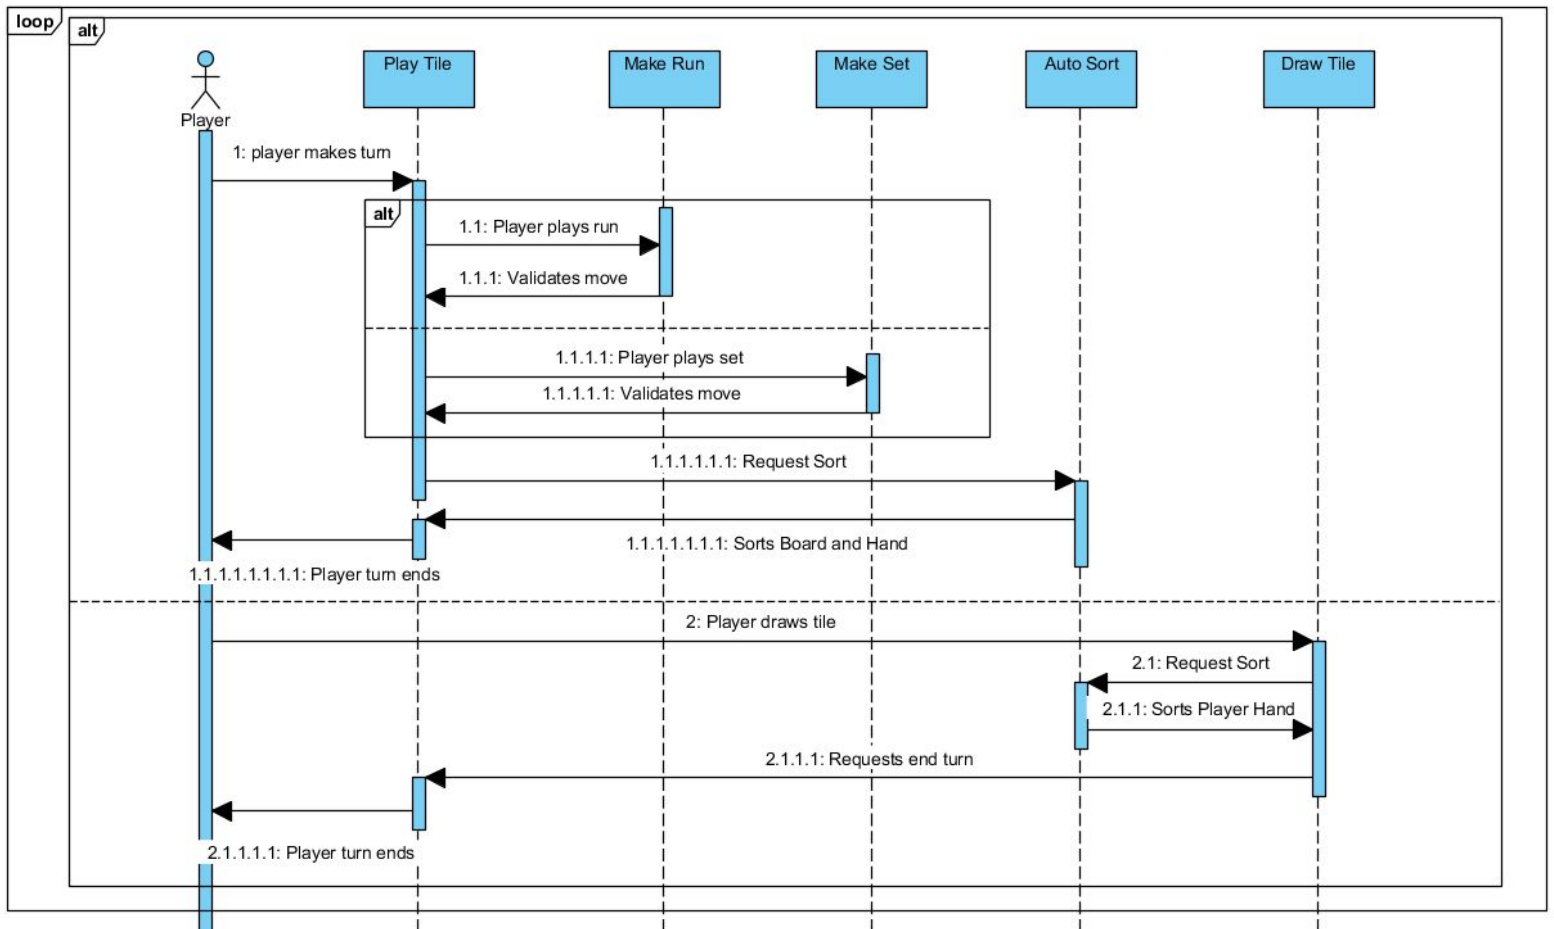 loop
alt
Play Tile
Make Run
Make Set
Auto Sort
Draw Tile
Player
1: player makes turn
alt
1.1: Player plays run
1.1.1: Validates move
1.1.1.1: Player plays set
1.1.1.1.1: Validates move
1.1.1.1.1.1: Request Sort
1.1.1.1.1.1.1: Sorts Board and Hand
1.1.1.1.1.1.1.1: Player turn ends
2: Player draws tile
2.1: Request Sort
2.1.1: Sorts Player Hand
2.1.1.1: Requests end turn
2.1.1.1.1: Player turn ends